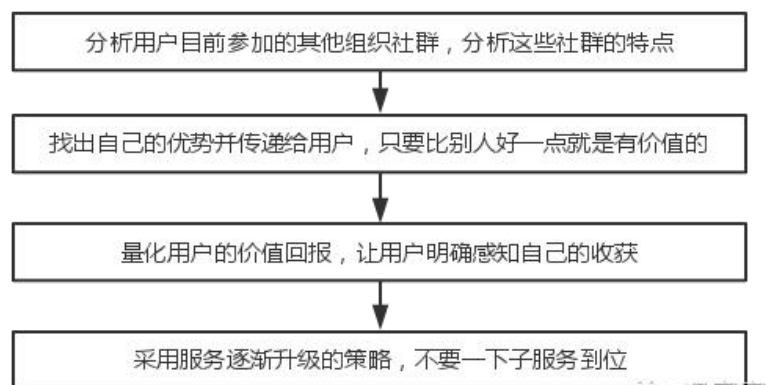 分析用户目前参加的其他组织社群，分析这些社群的特点
找出自己的优势并传递给用户，只要比别人好一点就是有价值的
量化用户的价值回报，让用户明确感知自己的收获
采用服务逐渐升级的策略，不要一下子服务到位